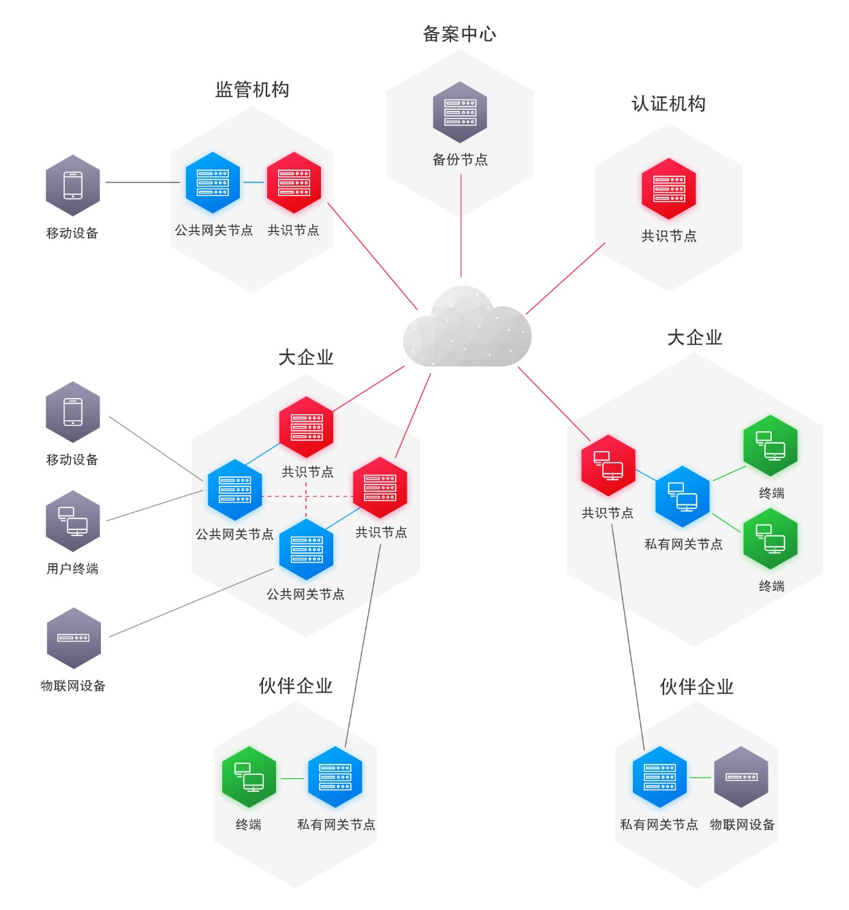 备案中心
监管机构
认证机构
备份节点
移动设备
公共网关节点
共识节点
共识节点
大企业
大企业
移动设备
共识节点
终端
共识节点
私有网关节点
公共网关节点
共识节点
用户终端
终端
公共网关节点
物联网设备
伙伴企业
伙伴企业
终端
私有网关节点
私有网关节点
物联网设备